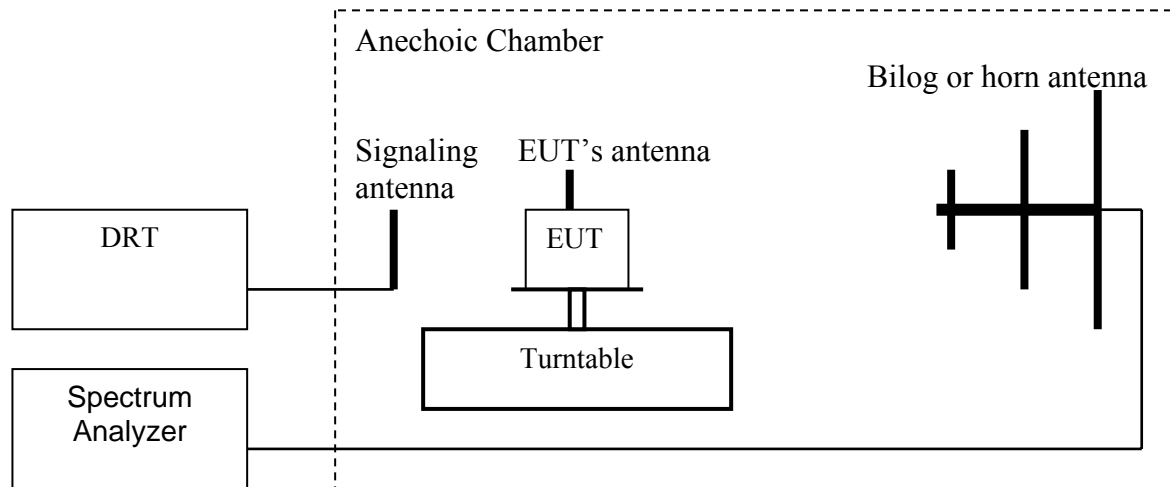 Anechoic Chamber
Bilog or horn antenna
Signaling
antenna
EUT’s antenna
DRT
EUT
Turntable
Spectrum
Analyzer